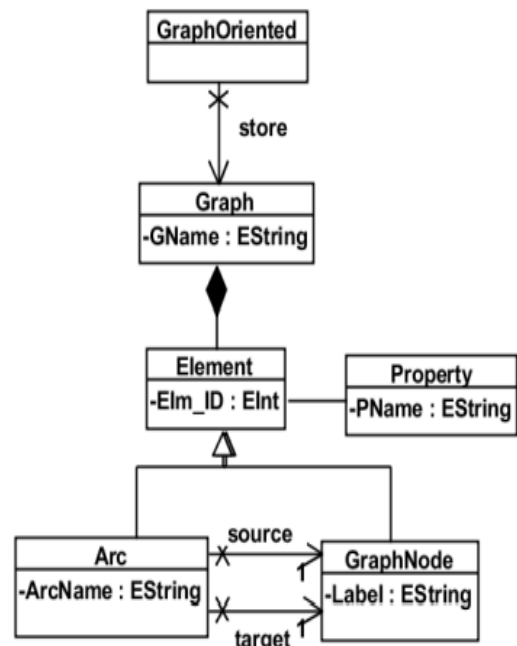 GraphOriented
store
Graph
-GName : EString
Element
-Elm_ID : EInt
Property
-PName : EString
Arc
-ArcName : EString
source
1
GraphNode
-Label : EString
target
1